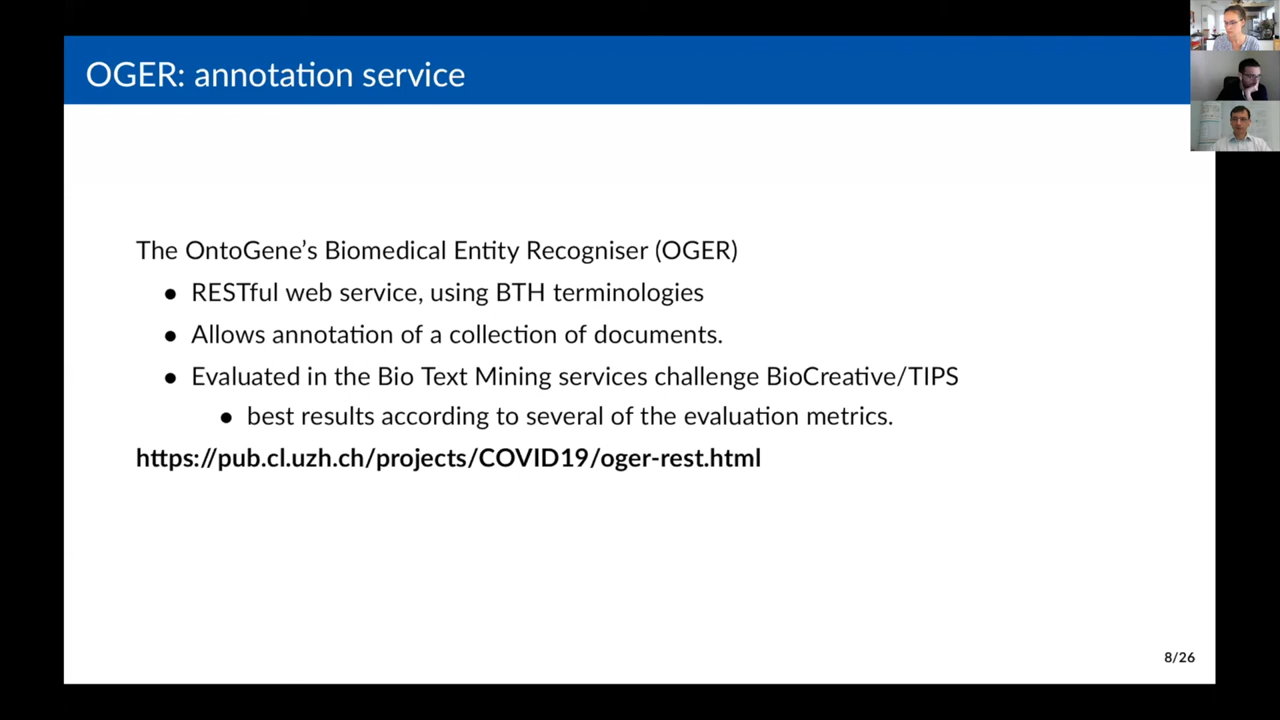 OGER: annotation service
The OntoGene’s Biomedical Entity Recogniser (OGER)
● RESTful web service, using BTH terminologies
● Allows annotation of a collection of documents.
● Evaluated in the Bio Text Mining services challenge BioCreative/TIPS
● best results according to several of the evaluation metrics.
https://pub.cl.uzh.ch/projects/COVID19/oger-rest.html
8/26